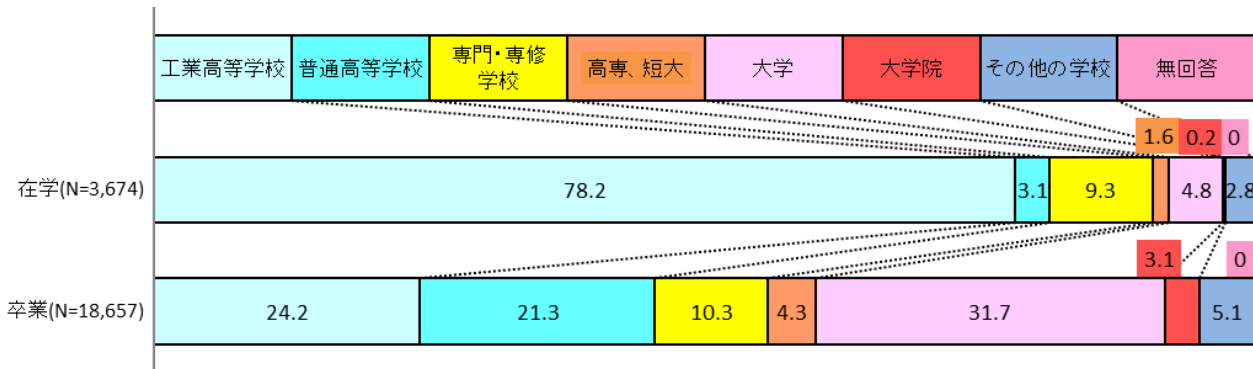 工業高等学校
普通高等学校
専門・専修
学校
高専、短大
大学
大学院
その他の学校
無回答
1.6
0.2
0
在学(N=3,674)
78.2
3.1
9.3
4.8
2.8
3.1
0
卒業(N=18,657)
24.2
21.3
10.3
4.3
31.7
5.1